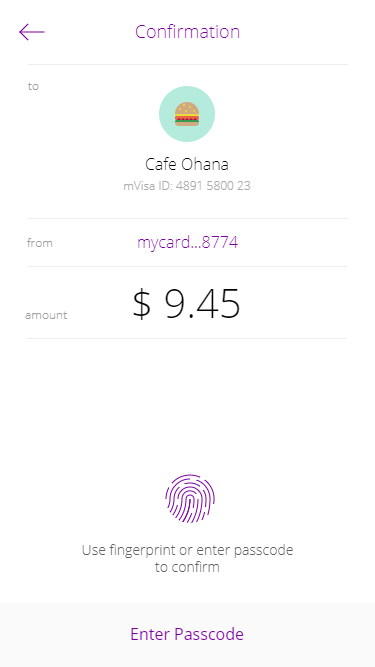 Confirmation
to
Cafe Ohana
mVisa ID: 4891 5800 23
from
mycard...8774
amount
$ 9.45
Use fingerprint or enter passcode
to confirm
Enter Passcode